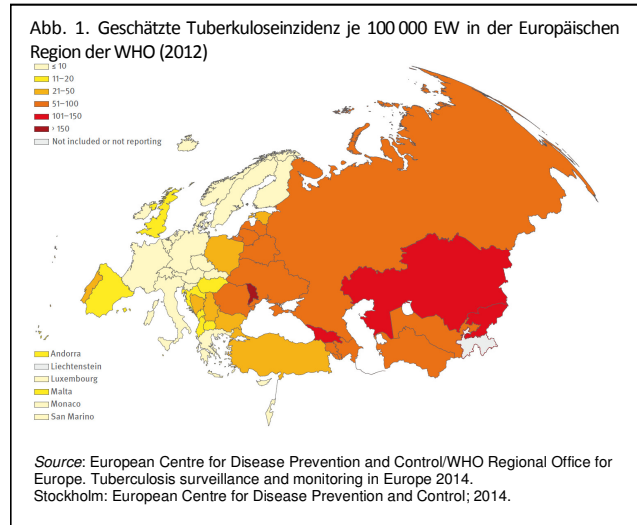 Abb. 1. Geschätzte Tuberkuloseinzidenz je 100 000 EW in der Europäischen
Region der WHO (2012)
≤ 10
11–20
21–50
51–100
101–150
> 150
Not included or not reporting
Andorra
Liechtenstein
Luxembourg
Malta
Monaco
San Marino
Source: European Centre for Disease Prevention and Control/WHO Regional Office for
Europe. Tuberculosis surveillance and monitoring in Europe 2014.
Stockholm: European Centre for Disease Prevention and Control; 2014.